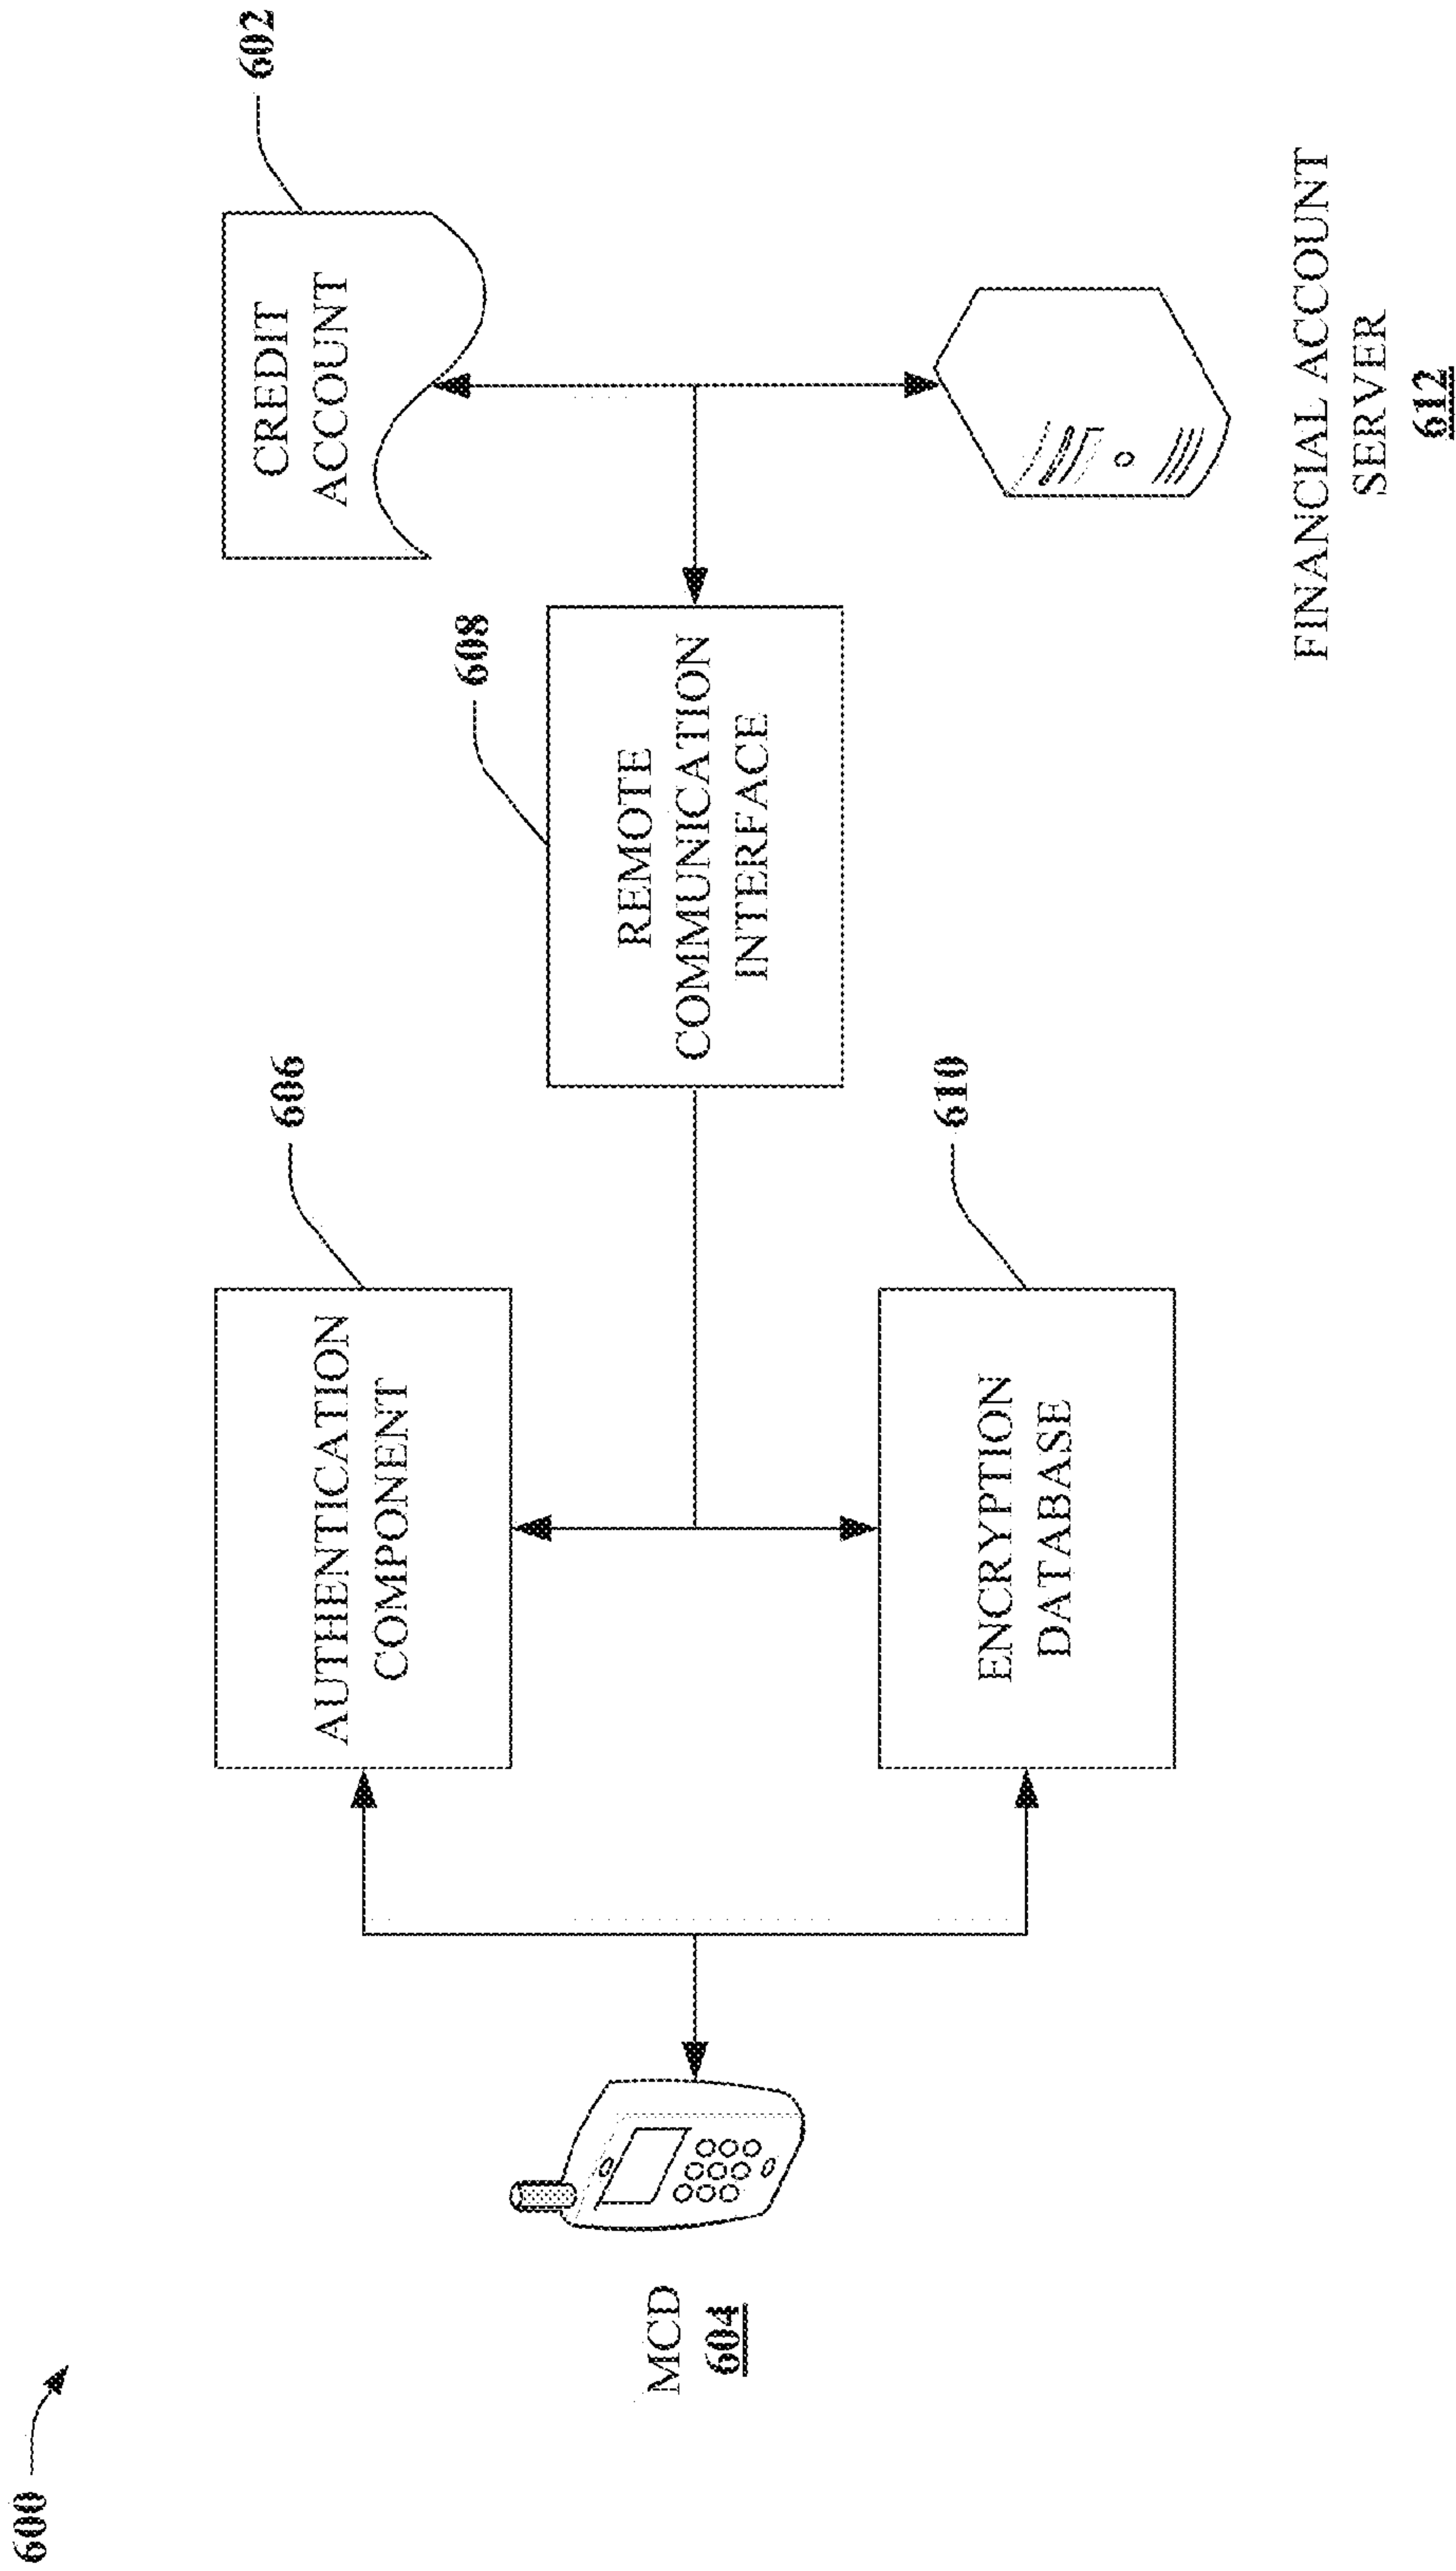 600
602
CREDIT
ACCOUNT
606
AUTHENTICATION
COMPONENT
608
REMOTE
COMMUNICATION
INTERFACE
MCD
604
610
ENCRYPTION
DATABASE
FINANCIAL ACCOUNT
SERVER
612